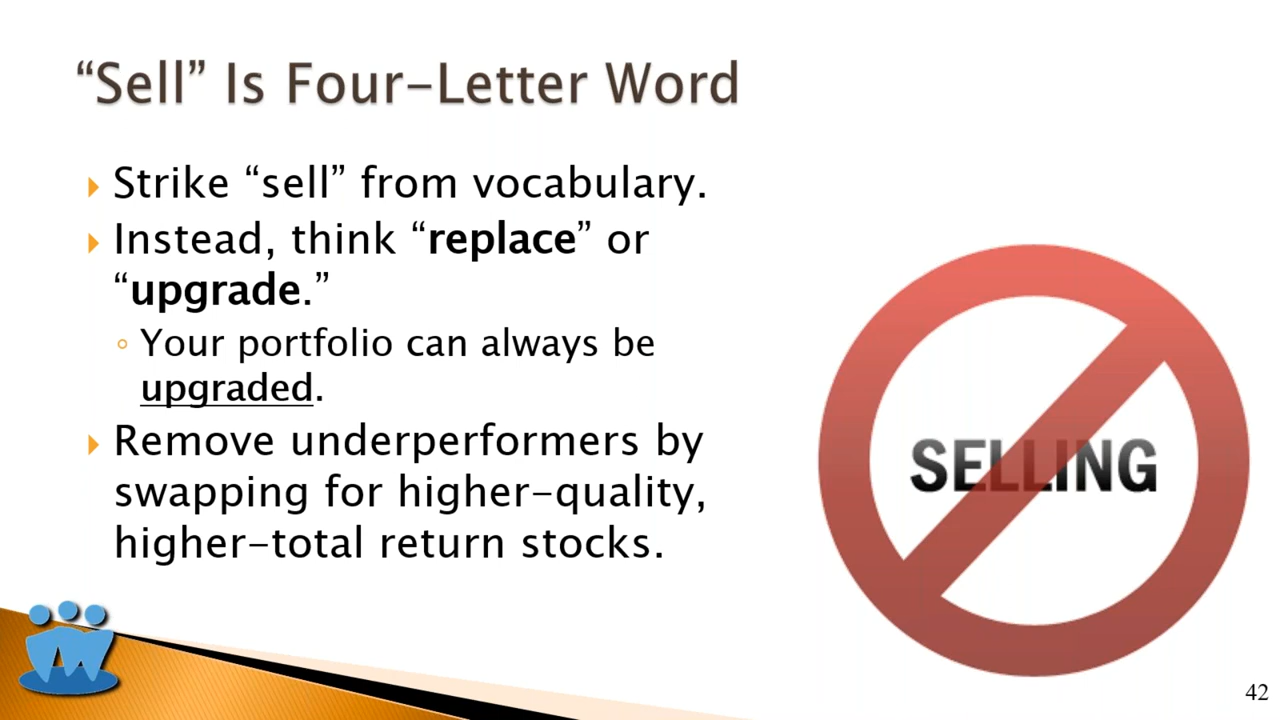 “Sell” Is Four-Letter Word
Strike “sell” from vocabulary.
Instead, think “replace” or
“upgrade.”
Your portfolio can always be
upgraded.
Remove underperformers by
swapping for higher-quality,
higher-total return stocks.
SELLING
42